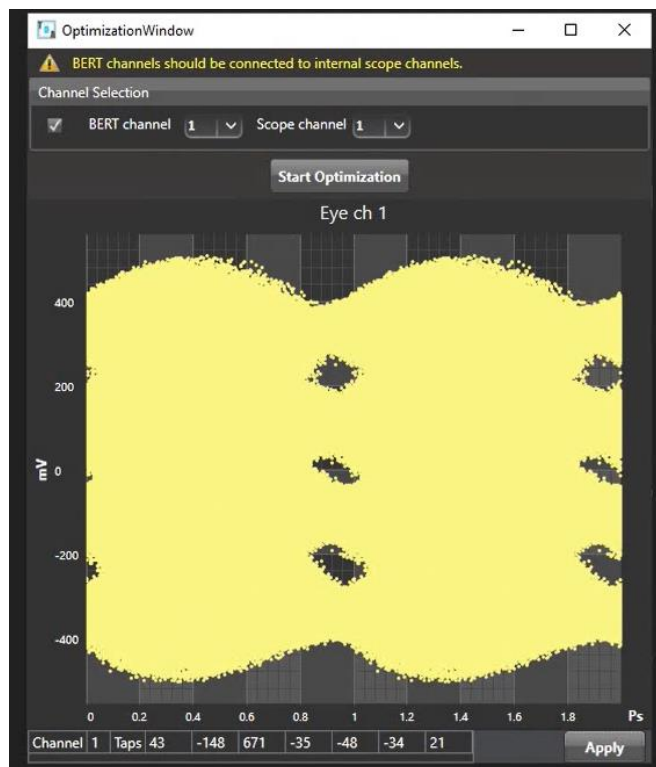 OptimizationWindow
BERT channels should be connected to internal scope channels.
Channel Selection
BERT channel 1 Scope channel 1
Start Optimization
Eye ch 1
400
200
mV
0
-200
-400
0 0.2 0.4 0.6 0.8 1 1.2 1.4 1.6 1.8 Ps
Channel 1 Taps 43 -148 671 -35 -48 -34 21
Apply